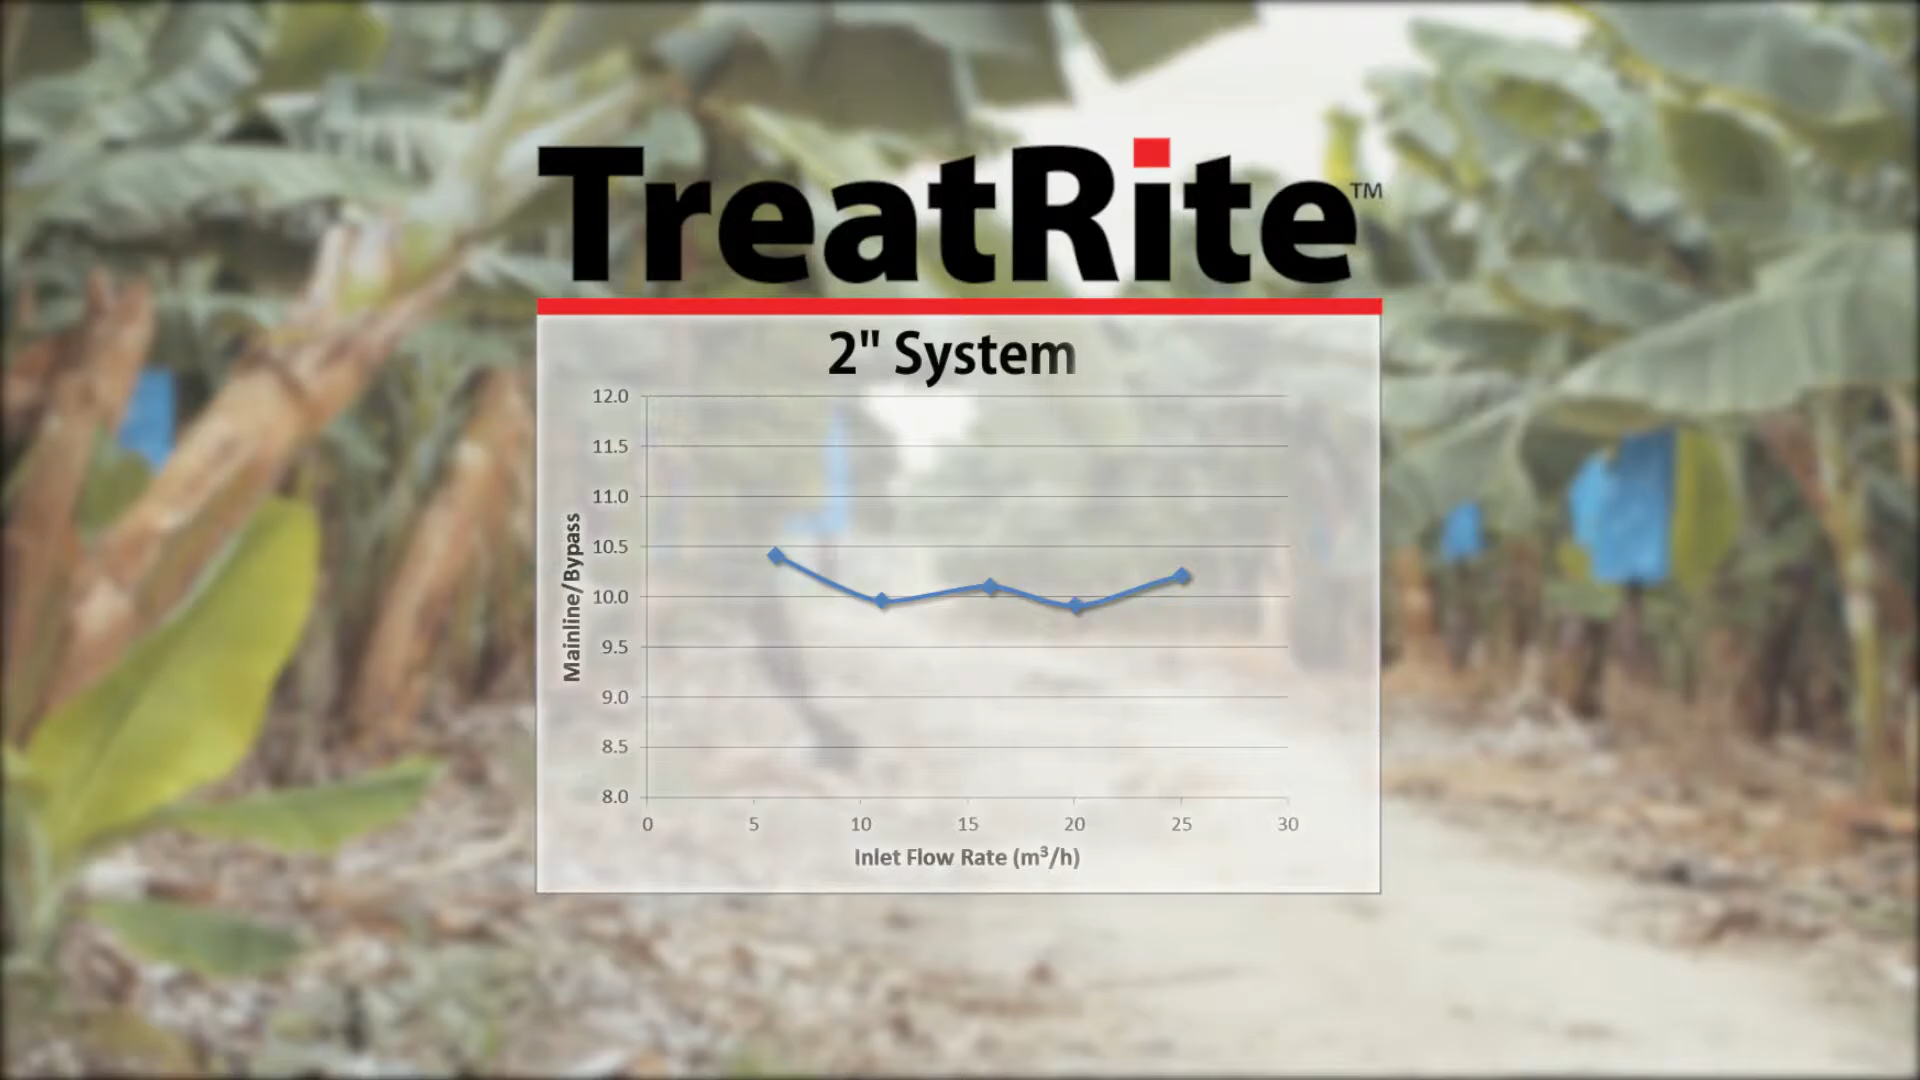 TreatRite™
2" System
12.0
11.5
11.0
10.5
10.0
9.5
9.0
8.5
8.0
Mainline/Bypass
0 5 10 15 20 25 30
Inlet Flow Rate (m³/h)